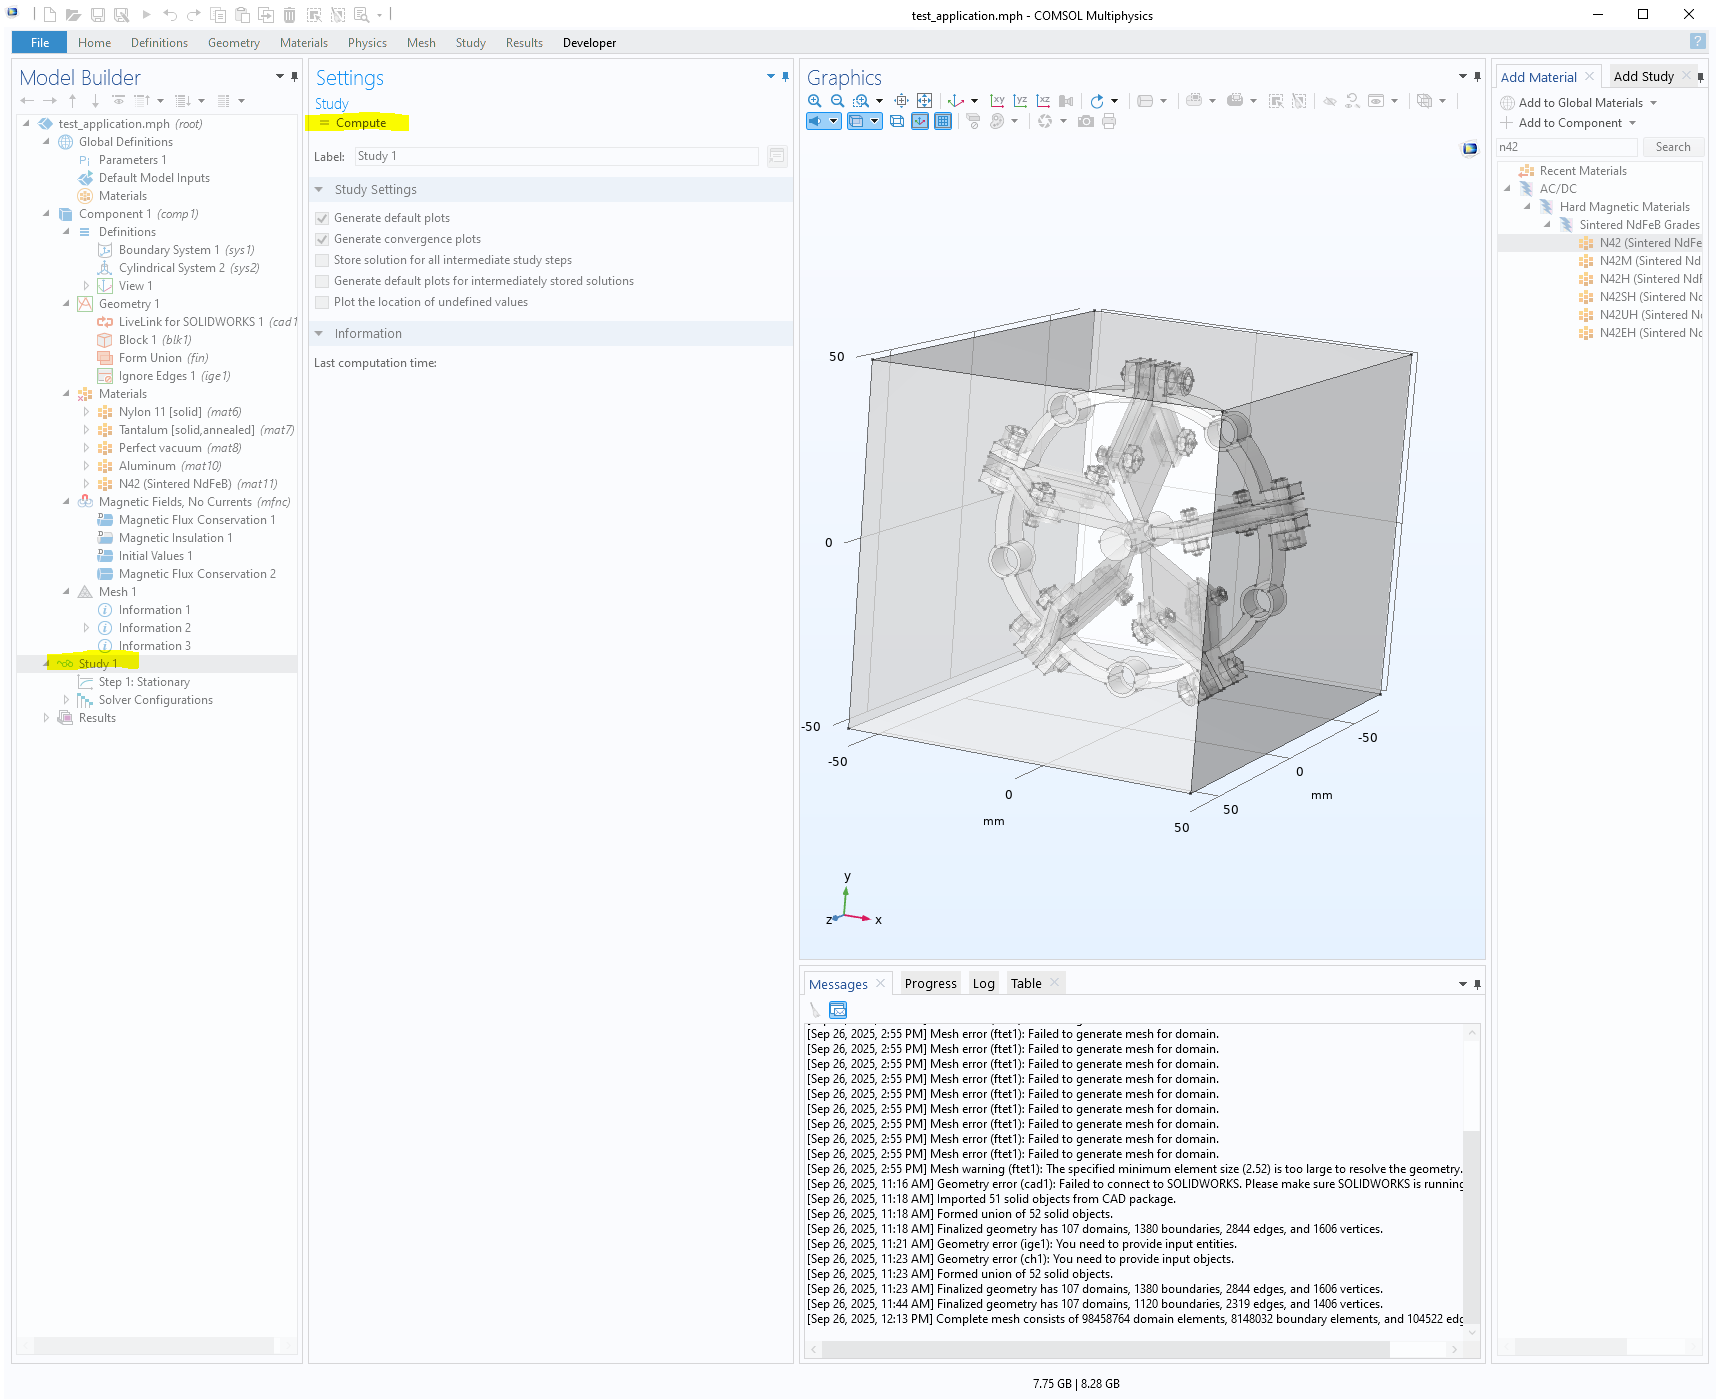 test_application.mph - COMSOL Multiphysics
File Home Definitions Geometry Materials Physics Mesh Study Results Developer
?
Model Builder
test_application.mph (root)
Global Definitions
Pi Parameters 1
Default Model Inputs
Materials
Component 1 (comp1)
Definitions
Boundary System 1 (sys1)
Cylindrical System 2 (sys2)
View 1
Geometry 1
LiveLink for SOLIDWORKS 1 (cad1
Block 1 (blk1)
Form Union (fin)
Ignore Edges 1 (ige1)
Materials
Nylon 11 [solid] (mat6)
Tantalum [solid,annealed] (mat7)
Perfect vacuum (mat8)
Aluminum (mat10)
N42 (Sintered NdFeB) (mat11)
Magnetic Fields, No Currents (mfnc)
Magnetic Flux Conservation 1
Magnetic Insulation 1
Initial Values 1
Magnetic Flux Conservation 2
Mesh 1
Information 1
Information 2
Information 3
Study 1
Step 1: Stationary
Solver Configurations
Results
Settings
Study
= Compute
Label: Study 1
Study Settings
Generate default plots
Generate convergence plots
Store solution for all intermediate study steps
Generate default plots for intermediately stored solutions
Plot the location of undefined values
Information
Last computation time:
Graphics
xy yz xz
50
0
-50
-50
0
mm
50
50
0
mm
-50
y
z x
Messages Progress Log Table
[Sep 26, 2025, 2:55 PM] Mesh error (ftet1): Failed to generate mesh for domain.
[Sep 26, 2025, 2:55 PM] Mesh error (ftet1): Failed to generate mesh for domain.
[Sep 26, 2025, 2:55 PM] Mesh error (ftet1): Failed to generate mesh for domain.
[Sep 26, 2025, 2:55 PM] Mesh error (ftet1): Failed to generate mesh for domain.
[Sep 26, 2025, 2:55 PM] Mesh error (ftet1): Failed to generate mesh for domain.
[Sep 26, 2025, 2:55 PM] Mesh error (ftet1): Failed to generate mesh for domain.
[Sep 26, 2025, 2:55 PM] Mesh error (ftet1): Failed to generate mesh for domain.
[Sep 26, 2025, 2:55 PM] Mesh error (ftet1): Failed to generate mesh for domain.
[Sep 26, 2025, 2:55 PM] Mesh error (ftet1): Failed to generate mesh for domain.
[Sep 26, 2025, 2:55 PM] Mesh warning (ftet1): The specified minimum element size (2.52) is too large to resolve the geometry.
[Sep 26, 2025, 11:16 AM] Geometry error (cad1): Failed to connect to SOLIDWORKS. Please make sure SOLIDWORKS is running
[Sep 26, 2025, 11:18 AM] Imported 51 solid objects from CAD package.
[Sep 26, 2025, 11:18 AM] Formed union of 52 solid objects.
[Sep 26, 2025, 11:18 AM] Finalized geometry has 107 domains, 1380 boundaries, 2844 edges, and 1606 vertices.
[Sep 26, 2025, 11:21 AM] Geometry error (ige1): You need to provide input entities.
[Sep 26, 2025, 11:23 AM] Geometry error (ch1): You need to provide input objects.
[Sep 26, 2025, 11:23 AM] Formed union of 52 solid objects.
[Sep 26, 2025, 11:23 AM] Finalized geometry has 107 domains, 1380 boundaries, 2844 edges, and 1606 vertices.
[Sep 26, 2025, 11:44 AM] Finalized geometry has 107 domains, 1120 boundaries, 2319 edges, and 1406 vertices.
[Sep 26, 2025, 12:13 PM] Complete mesh consists of 98458764 domain elements, 8148032 boundary elements, and 104522 edg
Add Material Add Study
Add to Global Materials
Add to Component
n42 Search
Recent Materials
AC/DC
Hard Magnetic Materials
Sintered NdFeB Grades
N42 (Sintered NdFe
N42M (Sintered Nd
N42H (Sintered NdF
N42SH (Sintered Nd
N42UH (Sintered Nd
N42EH (Sintered Nd
7.75 GB | 8.28 GB